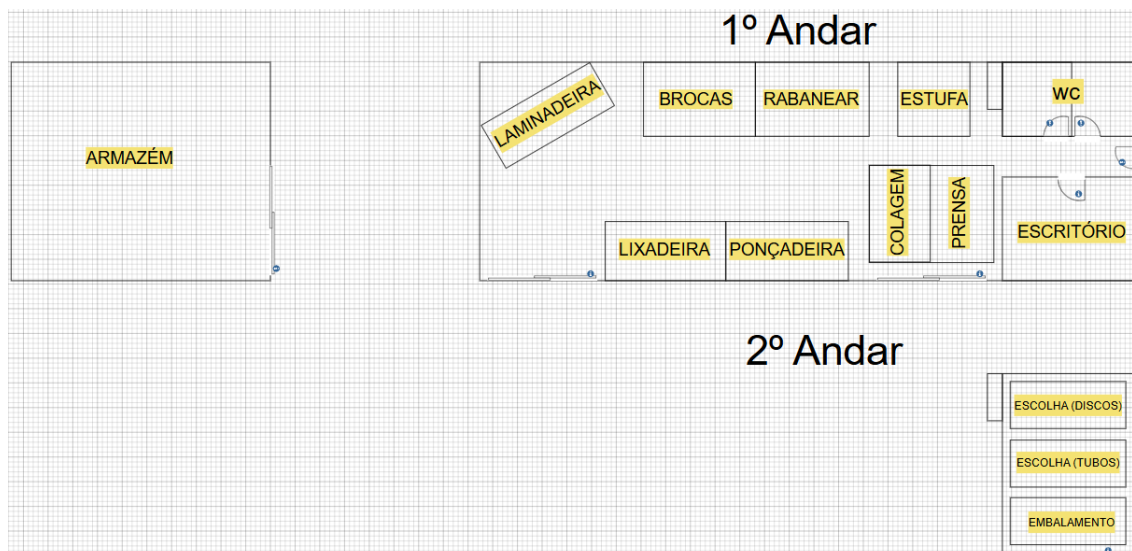 1º Andar
ARMAZÉM
LAMINADEIRA
BROCAS
RABANEAR
ESTUFA
WC
COLAGEM
PRENSA
ESCRITÓRIO
LIXADEIRA
PONÇADEIRA
2º Andar
ESCOLHA (DISCOS)
ESCOLHA (TUBOS)
EMBALAMENTO